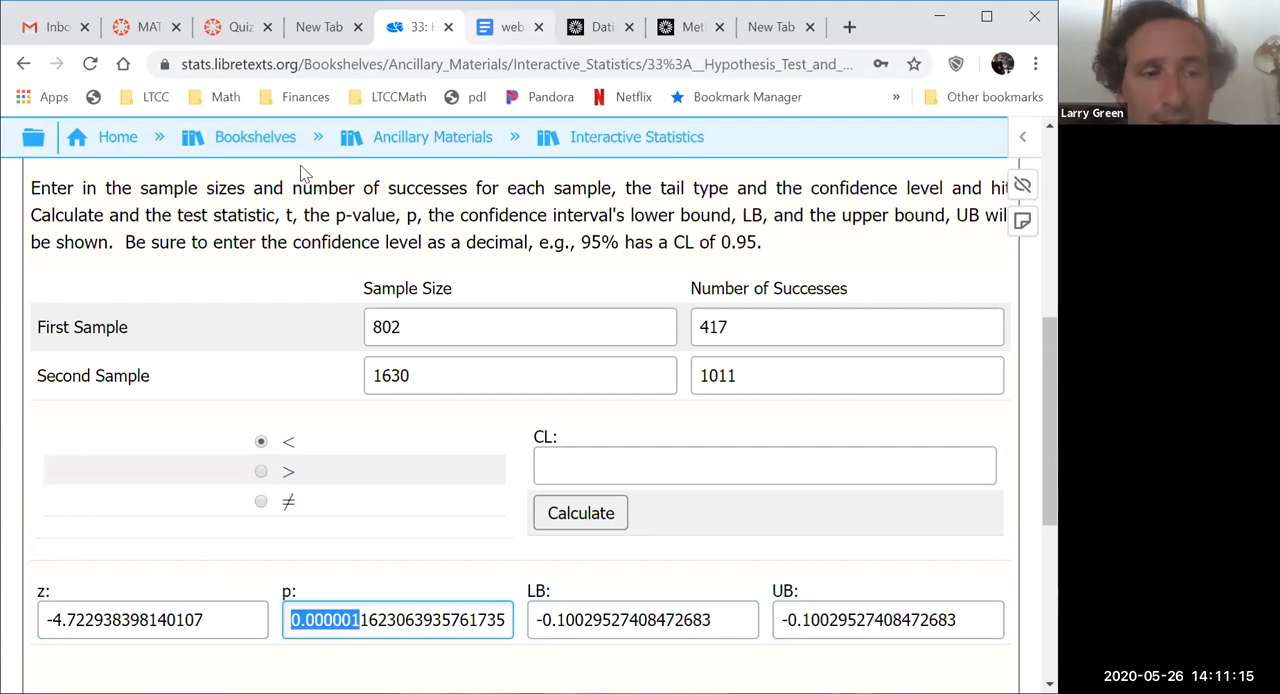 Inbo
MAT
Quiz
New Tab
33: H
web
Dati
Met
New Tab
stats.libretexts.org/Bookshelves/Ancillary_Materials/Interactive_Statistics/33%3A__Hypothesis_Test_and_...
Apps
LTCC
Math
Finances
LTCCMath
pdl
Pandora
Netflix
Bookmark Manager
»
Other bookmarks
Larry Green
Home » Bookshelves » Ancillary Materials » Interactive Statistics
Enter in the sample sizes and number of successes for each sample, the tail type and the confidence level and hit
Calculate and the test statistic, t, the p-value, p, the confidence interval's lower bound, LB, and the upper bound, UB will
be shown. Be sure to enter the confidence level as a decimal, e.g., 95% has a CL of 0.95.
Sample Size Number of Successes
First Sample 802 417
Second Sample 1630 1011
<
>
≠
CL:
Calculate
z: p: LB: UB:
-4.722938398140107 0.0000011623063935761735 -0.10029527408472683 -0.10029527408472683
2020-05-26 14:11:15